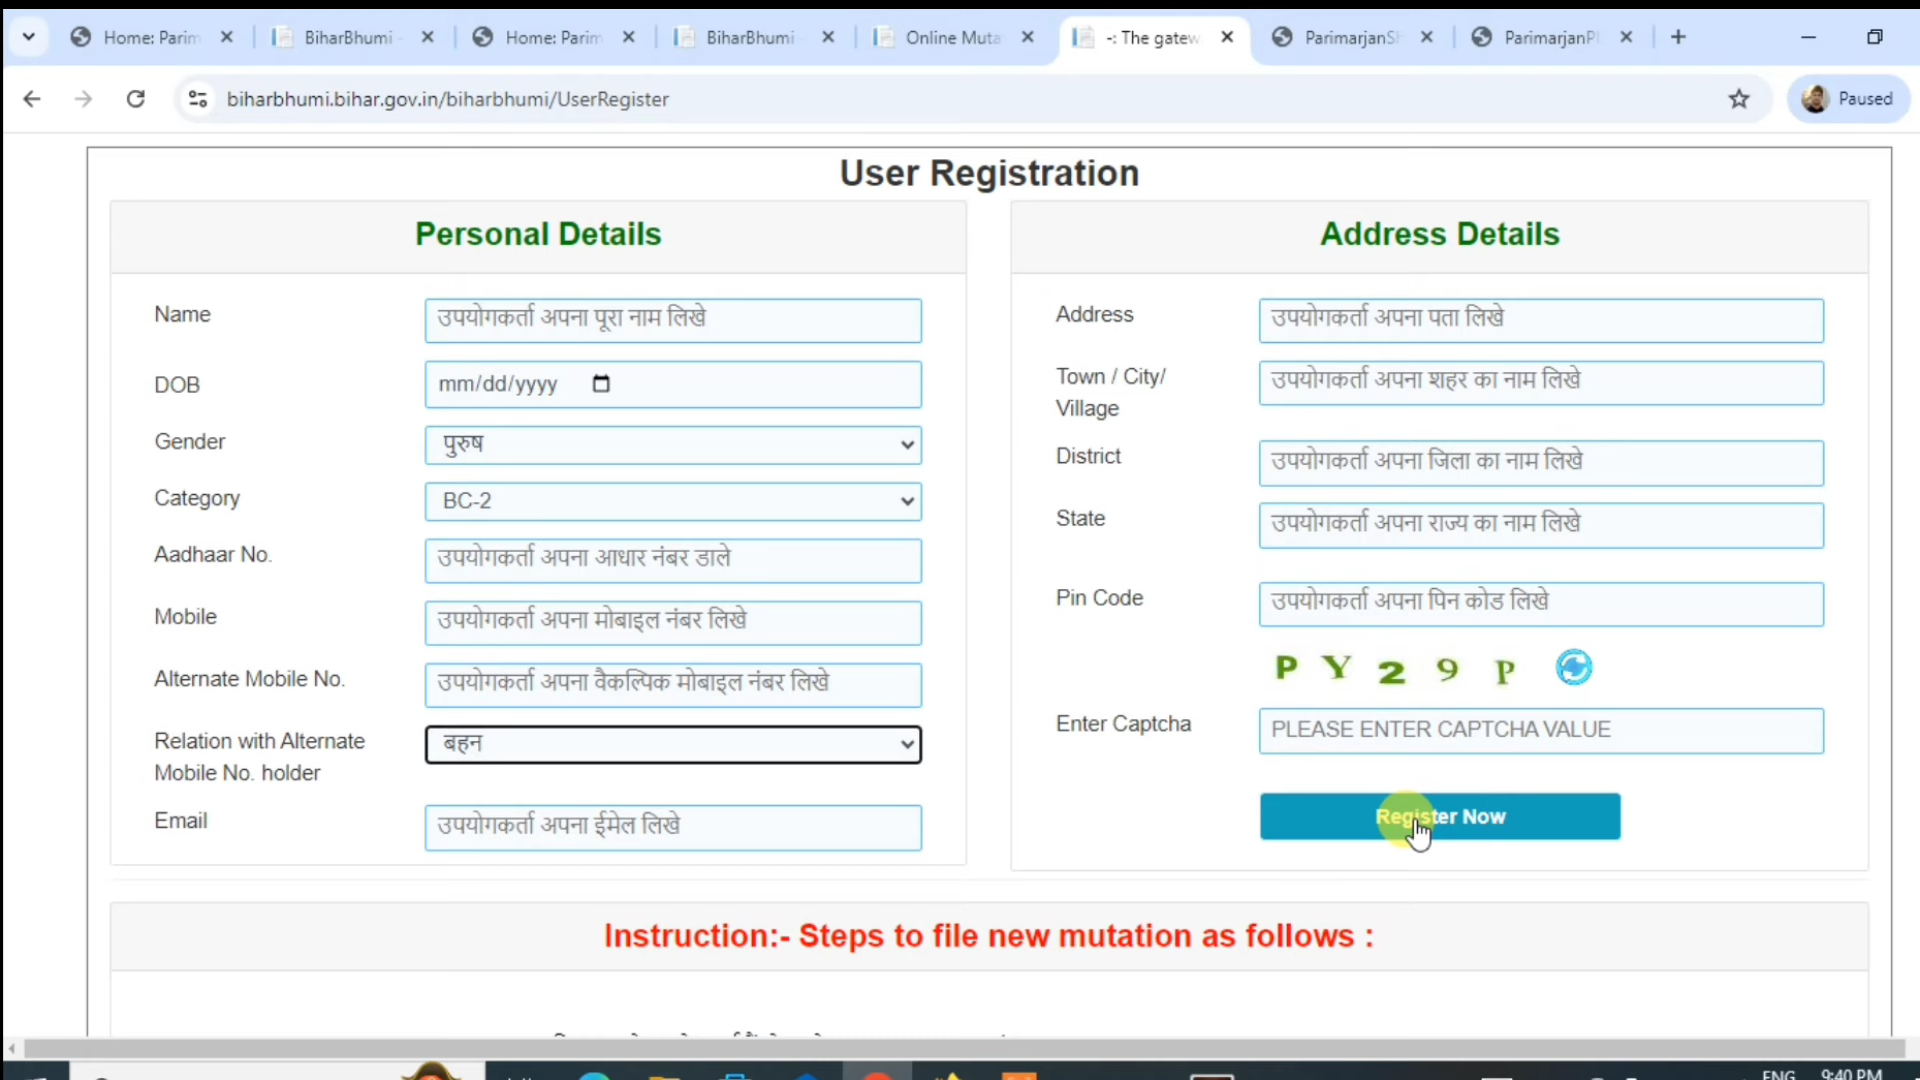 Home: Parim
BiharBhumi -
Home: Parim
BiharBhumi
Online Muta
-: The gatew
ParimarjanS
ParimarjanPl
biharbhumi.bihar.gov.in/biharbhumi/UserRegister
Paused
User Registration
Personal Details
Name
उपयोगकर्ता अपना पूरा नाम लिखे
DOB
mm/dd/yyyy
Gender
पुरुष
Category
BC-2
Aadhaar No.
उपयोगकर्ता अपना आधार नंबर डाले
Mobile
उपयोगकर्ता अपना मोबाइल नंबर लिखे
Alternate Mobile No.
उपयोगकर्ता अपना वैकल्पिक मोबाइल नंबर लिखे
Relation with Alternate
Mobile No. holder
बहन
Email
उपयोगकर्ता अपना ईमेल लिखे
Address Details
Address
उपयोगकर्ता अपना पता लिखे
Town / City/
Village
उपयोगकर्ता अपना शहर का नाम लिखे
District
उपयोगकर्ता अपना जिला का नाम लिखे
State
उपयोगकर्ता अपना राज्य का नाम लिखे
Pin Code
उपयोगकर्ता अपना पिन कोड लिखे
P Y 2 9 P
Enter Captcha
PLEASE ENTER CAPTCHA VALUE
Register Now
Instruction:- Steps to file new mutation as follows :
ENG
9:40 PM